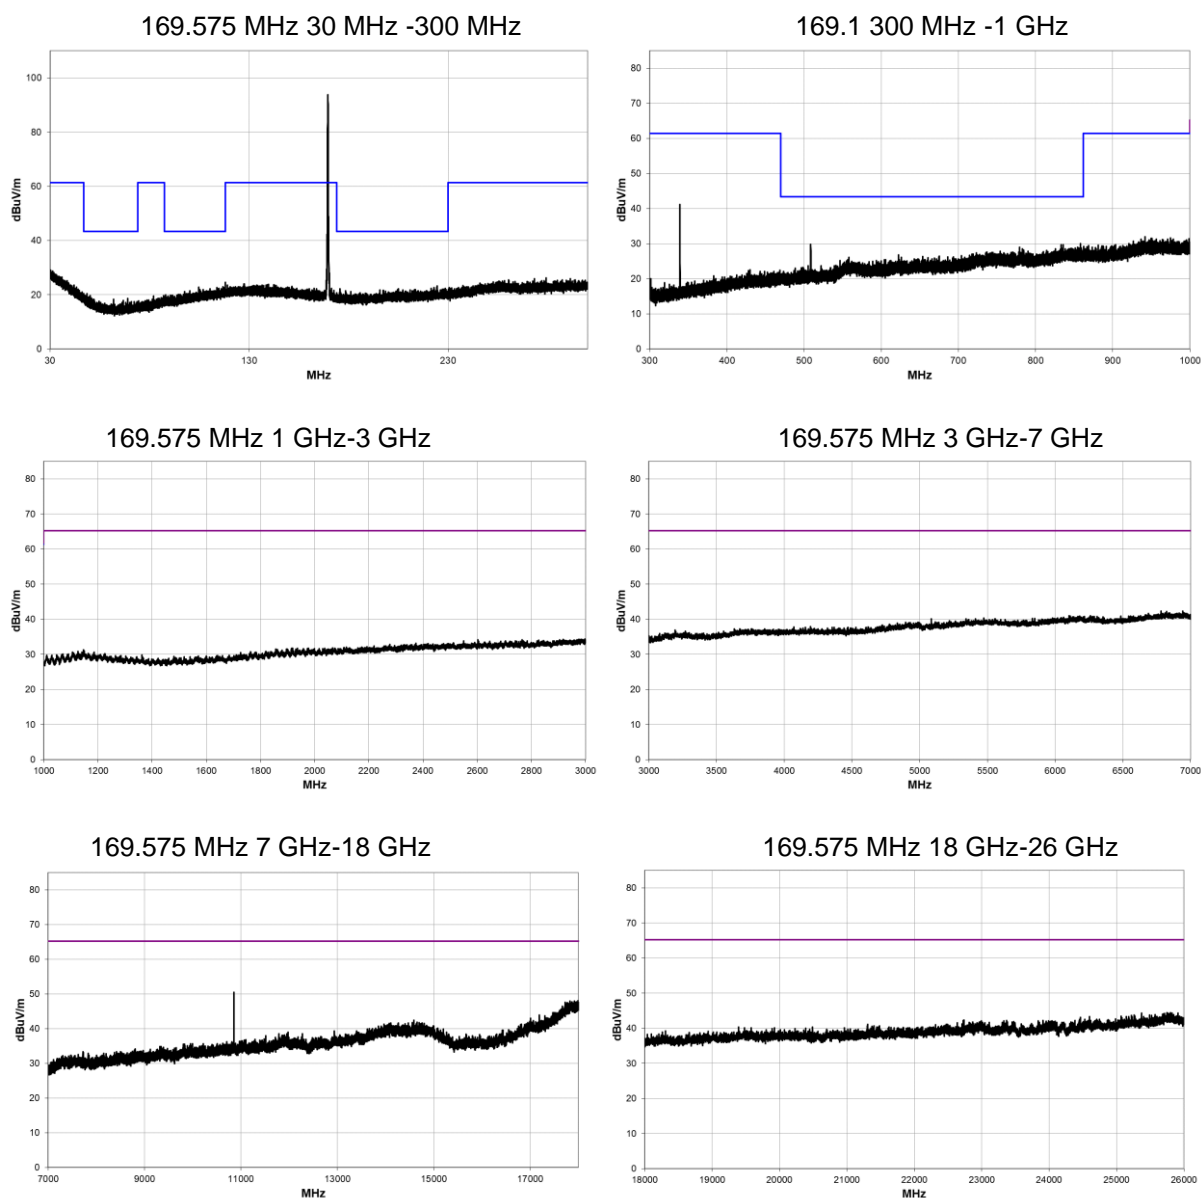 169.575 MHz 30 MHz -300 MHz
100
80
60
40
20
0
dBuV/m
30 130 230
MHz
169.1 300 MHz -1 GHz
80
70
60
50
40
30
20
10
0
dBuV/m
300 400 500 600 700 800 900 1000
MHz
169.575 MHz 1 GHz-3 GHz
80
70
60
50
40
30
20
10
0
dBuV/m
1000 1200 1400 1600 1800 2000 2200 2400 2600 2800 3000
MHz
169.575 MHz 3 GHz-7 GHz
80
70
60
50
40
30
20
10
0
dBuV/m
3000 3500 4000 4500 5000 5500 6000 6500 7000
MHz
169.575 MHz 7 GHz-18 GHz
80
70
60
50
40
30
20
10
0
dBuV/m
7000 9000 11000 13000 15000 17000
MHz
169.575 MHz 18 GHz-26 GHz
80
70
60
50
40
30
20
10
0
dBuV/m
18000 19000 20000 21000 22000 23000 24000 25000 26000
MHz